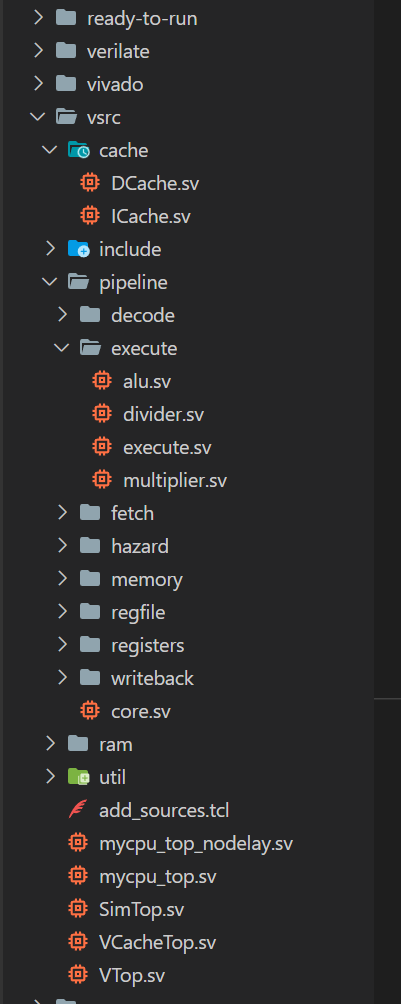 ready-to-run
verilate
vivado
vsrc
cache
DCache.sv
ICache.sv
include
pipeline
decode
execute
alu.sv
divider.sv
execute.sv
multiplier.sv
fetch
hazard
memory
regfile
registers
writeback
core.sv
ram
util
add_sources.tcl
mycpu_top_nodelay.sv
mycpu_top.sv
SimTop.sv
VCacheTop.sv
VTop.sv